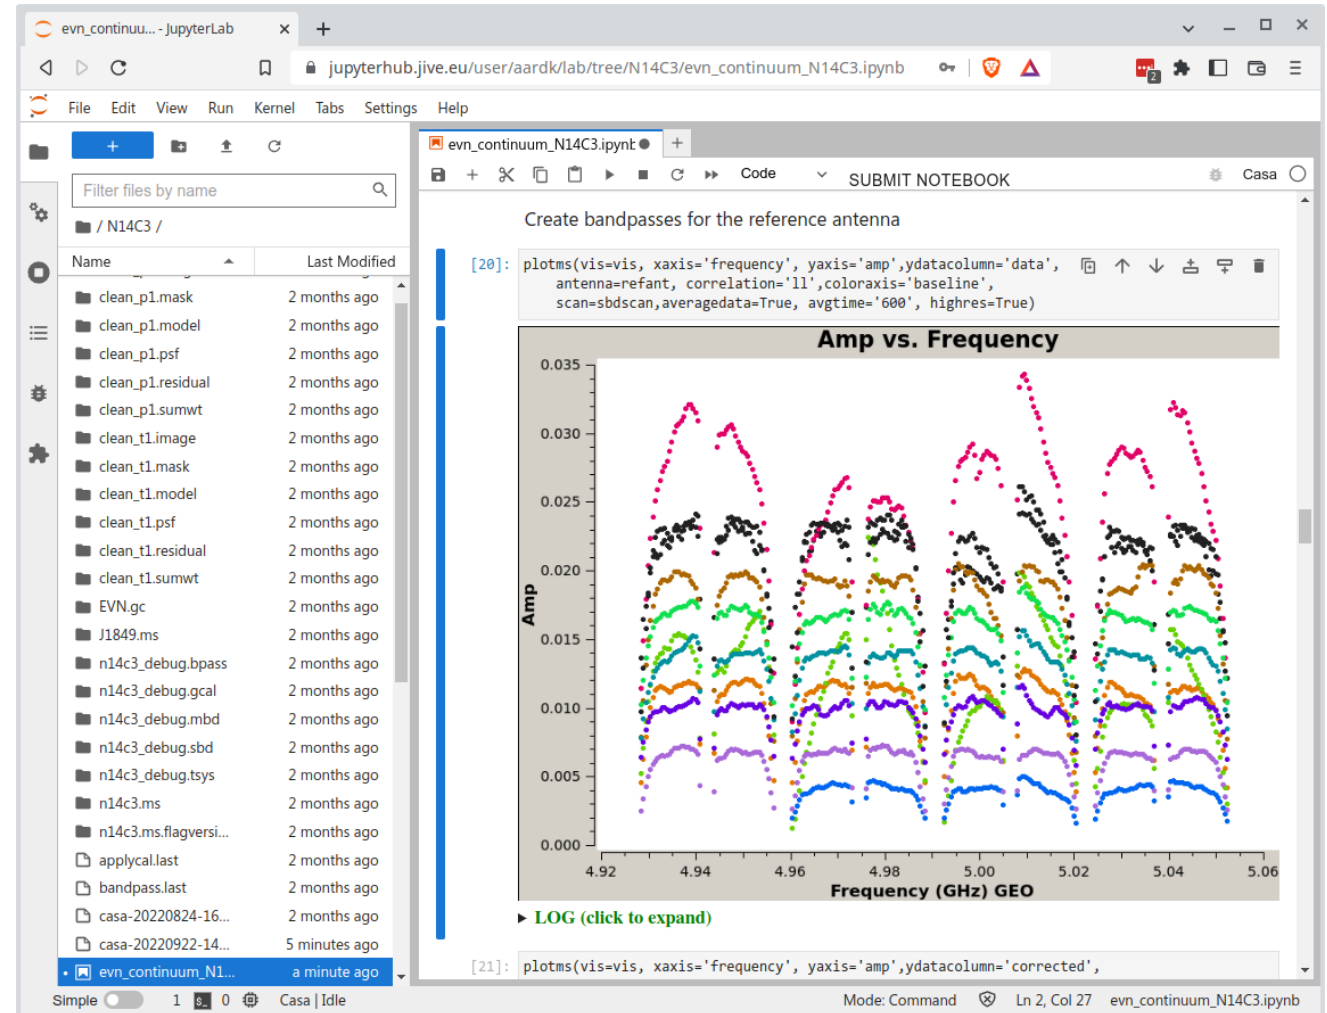 evn_continuu... - JupyterLab
jupyterhub.jive.eu/user/aardk/lab/tree/N14C3/evn_continuum_N14C3.ipynb
2
File Edit View Run Kernel Tabs Settings Help
Filter files by name
/ N14C3 /
Name Last Modified
clean_p1.mask 2 months ago
clean_p1.model 2 months ago
clean_p1.psf 2 months ago
clean_p1.residual 2 months ago
clean_p1.sumwt 2 months ago
clean_t1.image 2 months ago
clean_t1.mask 2 months ago
clean_t1.model 2 months ago
clean_t1.psf 2 months ago
clean_t1.residual 2 months ago
clean_t1.sumwt 2 months ago
EVN.gc 2 months ago
J1849.ms 2 months ago
n14c3_debug.bpass 2 months ago
n14c3_debug.gcal 2 months ago
n14c3_debug.mbd 2 months ago
n14c3_debug.sbd 2 months ago
n14c3_debug.tsys 2 months ago
n14c3.ms 2 months ago
n14c3.ms.flagversi... 2 months ago
applycal.last 2 months ago
bandpass.last 2 months ago
casa-20220824-16... 2 months ago
casa-20220922-14... 5 minutes ago
evn_continuum_N1... a minute ago
evn_continuum_N14C3.ipynb
Code SUBMIT NOTEBOOK Casa
Create bandpasses for the reference antenna
[20]: plotms(vis=vis, xaxis='frequency', yaxis='amp',ydatacolumn='data',
antenna=refant, correlation='ll',coloraxis='baseline',
scan=sbdscan,averagedata=True, avgtime='600', highres=True)
Amp vs. Frequency
0.035
0.030
0.025
0.020
0.015
0.010
0.005
0.000
Amp
4.92 4.94 4.96 4.98 5.00 5.02 5.04 5.06
Frequency (GHz) GEO
LOG (click to expand)
[21]: plotms(vis=vis, xaxis='frequency', yaxis='amp',ydatacolumn='corrected',
Simple 1 0 Casa | Idle Mode: Command Ln 2, Col 27 evn_continuum_N14C3.ipynb